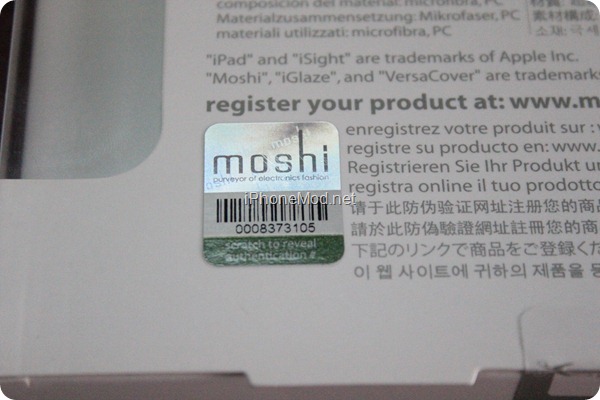 composición del material: microfibra, PC
Materialzusammensetzung: Mikrofaser, PC
materiali utilizzati: microfibra, PC
"iPad" and "iSight" are trademarks of Apple Inc.
"Moshi", "iGlaze", and "VersaCover" are trademarks
register your product at: www.m
enregistrez votre produit sur :
registre su producto en: www.
Registrieren Sie Ihr Produkt un
registra online il tuo prodotto
请于此防伪验证网址注册您的商品
請於此防偽驗證網址註冊您的商品
下記のリンクで商品をご登録くだ
이 웹 사이트에 귀하의 제품을 등
moshi
purveyor of electronics fashion
iPhoneMod.net
0008373105
scratch to reveal
authentication #